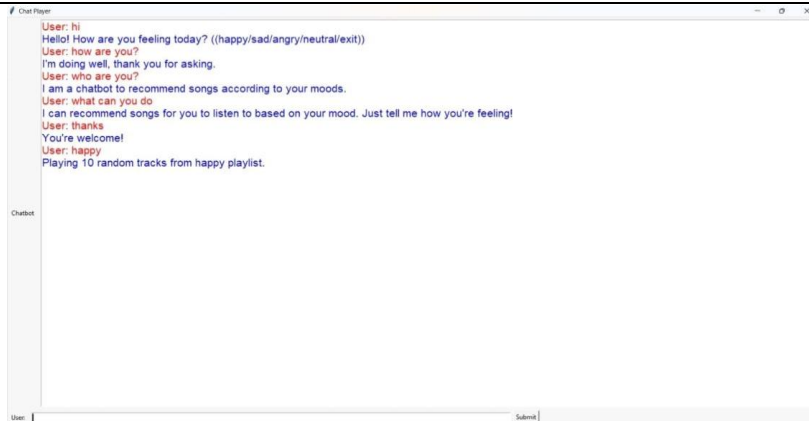 Chat Player
User: hi
Hello! How are you feeling today? ((happy/sad/angry/neutral/exit))
User: how are you?
I'm doing well, thank you for asking.
User: who are you?
I am a chatbot to recommend songs according to your moods.
User: what can you do
I can recommend songs for you to listen to based on your mood. Just tell me how you're feeling!
User: thanks
You're welcome!
User: happy
Playing 10 random tracks from happy playlist.
Chatbot
User: Submit